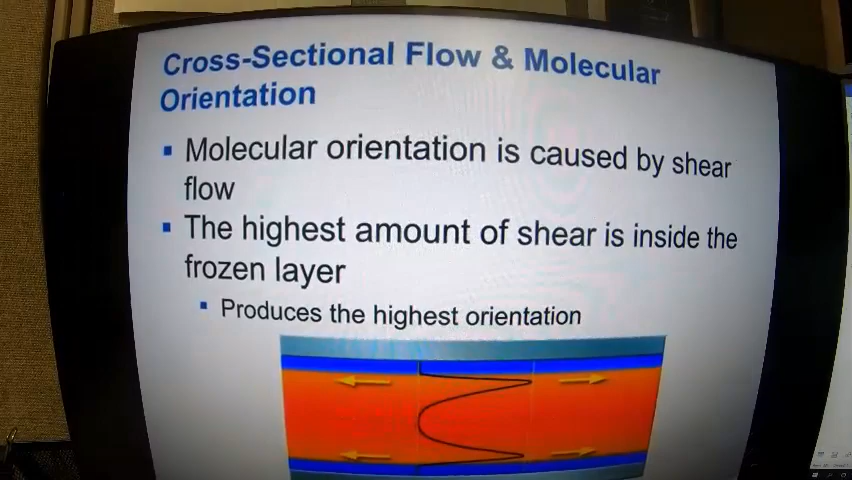 Cross-Sectional Flow & Molecular
Orientation
Molecular orientation is caused by shear
flow
The highest amount of shear is inside the
frozen layer
Produces the highest orientation